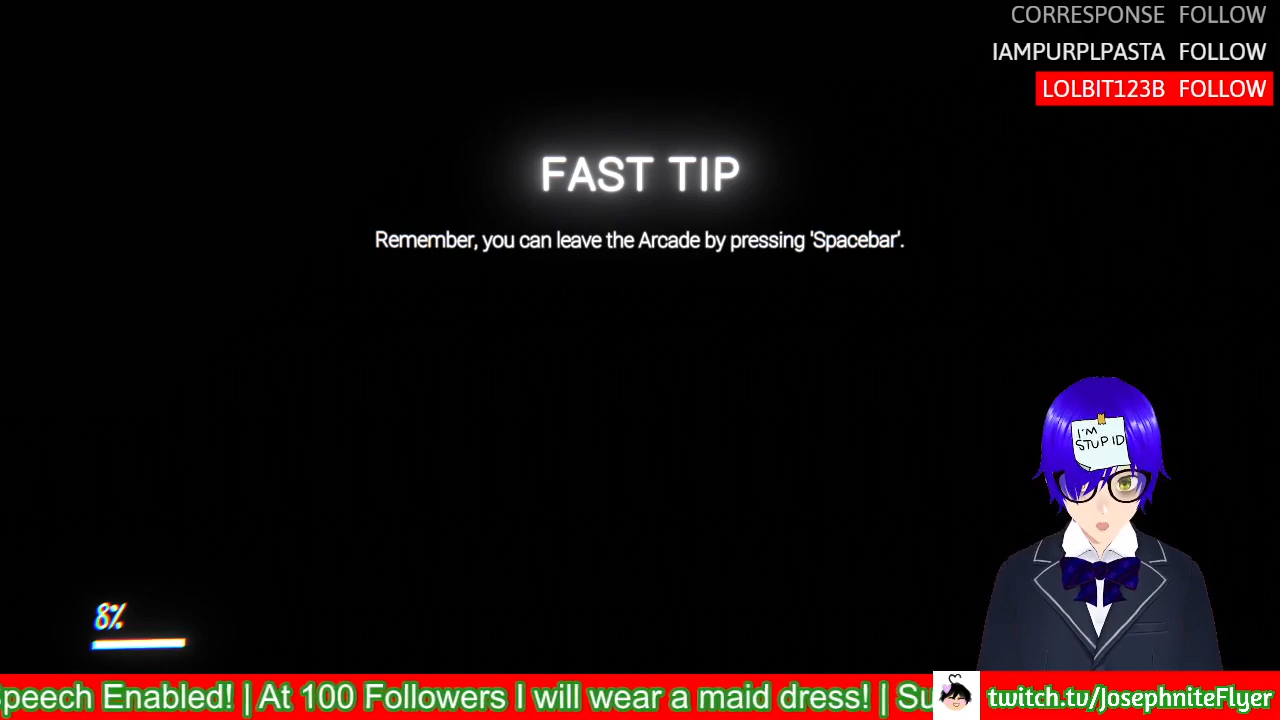 CORRESPONSE FOLLOW
IAMPURPLPASTA FOLLOW
LOLBIT123B FOLLOW
FAST TIP
Remember, you can leave the Arcade by pressing 'Spacebar'.
I'M
STUPID
8%
peech Enabled! | At 100 Followers I will wear a maid dress! | Su
twitch.tv/JosephniteFlyer